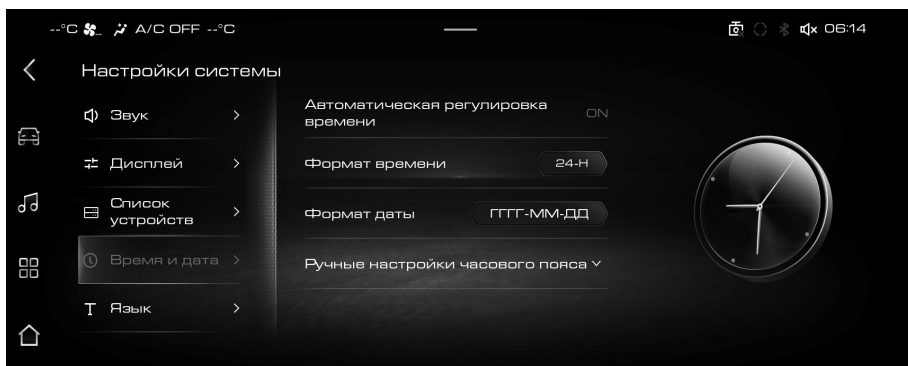 --°C A/C OFF --°C
06:14
Настройки системы
Звук
Дисплей
Список
устройств
Время и дата
Язык
Автоматическая регулировка
времени
ON
Формат времени
24-H
Формат даты
ГГГГ-ММ-ДД
Ручные настройки часового пояса